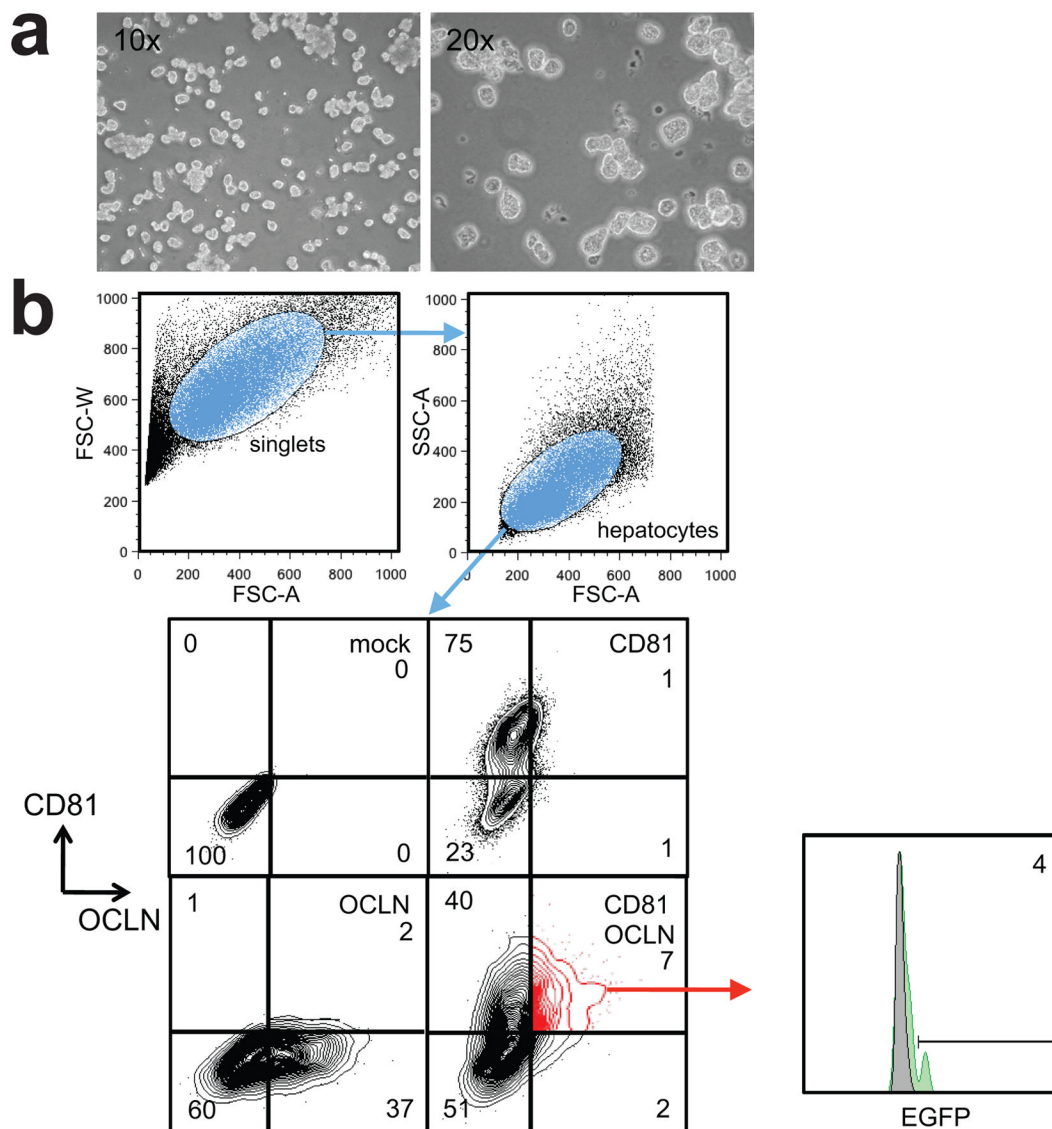 a
10x
20x
b
1000
800
600
400
200
0
FSC-W
singlets
0 200 400 600 800 1000
FSC-A
1000
800
600
400
200
0
SSC-A
hepatocytes
200 400 600 800 1000
FSC-A
0 mock
0
100 0
75 CD81
1
23 1
CD81
OCLN
1 OCLN
2
60 37
40 CD81
OCLN
7
51 2
4
EGFP